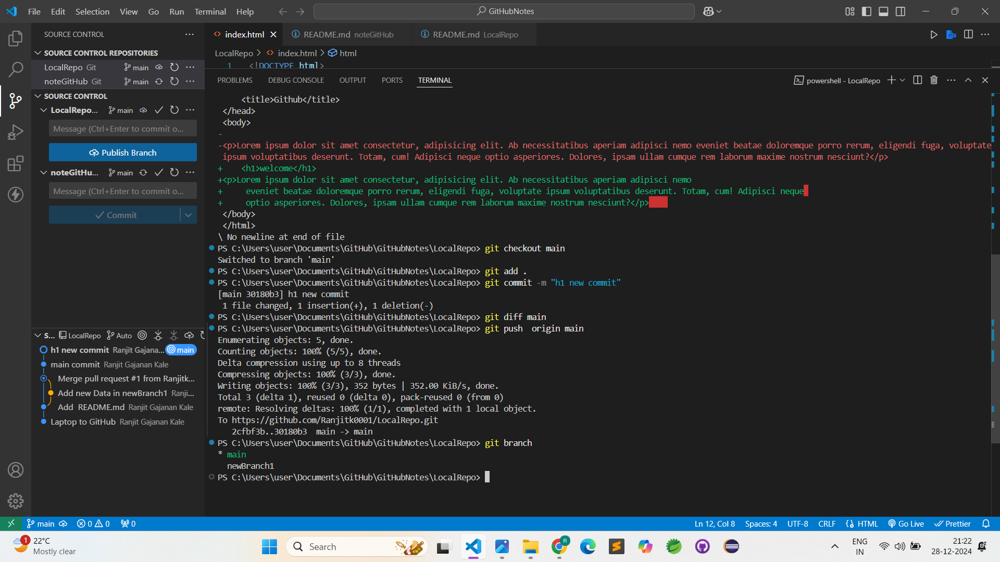 File Edit Selection View Go Run Terminal Help
GitHubNotes
SOURCE CONTROL
SOURCE CONTROL REPOSITORIES
LocalRepo Git main
noteGitHub Git main
SOURCE CONTROL
LocalRepo... main
Message (Ctrl+Enter to commit o...
Publish Branch
noteGitHu... main
Message (Ctrl+Enter to commit o...
Commit
S... LocalRepo Auto
h1 new commit Ranjit Gajana... main
main commit Ranjit Gajanan Kale
Merge pull request #1 from Ranjitk...
Add new Data in newBranch1 Ranji...
Add README.md Ranjit Gajanan Kale
Laptop to GitHub Ranjit Gajanan Kale
index.html README.md noteGitHub README.md LocalRepo
LocalRepo > index.html > html
1 <!DOCTYPE html>
PROBLEMS DEBUG CONSOLE OUTPUT PORTS TERMINAL
powershell - LocalRepo
<title>Github</title>
</head>
<body>
-
-<p>Lorem ipsum dolor sit amet consectetur, adipisicing elit. Ab necessitatibus aperiam adipisci nemo eveniet beatae doloremque porro rerum, eligendi fuga, voluptate
ipsum voluptatibus deserunt. Totam, cum! Adipisci neque optio asperiores. Dolores, ipsam ullam cumque rem laborum maxime nostrum nesciunt?</p>
+    <h1>welcome</h1>
+<p>Lorem ipsum dolor sit amet consectetur, adipisicing elit. Ab necessitatibus aperiam adipisci nemo
+     eveniet beatae doloremque porro rerum, eligendi fuga, voluptate ipsum voluptatibus deserunt. Totam, cum! Adipisci neque
+     optio asperiores. Dolores, ipsam ullam cumque rem laborum maxime nostrum nesciunt?</p>
</body>
</html>
\ No newline at end of file
PS C:\Users\user\Documents\GitHub\GitHubNotes\LocalRepo> git checkout main
Switched to branch 'main'
PS C:\Users\user\Documents\GitHub\GitHubNotes\LocalRepo> git add .
PS C:\Users\user\Documents\GitHub\GitHubNotes\LocalRepo> git commit -m "h1 new commit"
[main 30180b3] h1 new commit
1 file changed, 1 insertion(+), 1 deletion(-)
PS C:\Users\user\Documents\GitHub\GitHubNotes\LocalRepo> git diff main
PS C:\Users\user\Documents\GitHub\GitHubNotes\LocalRepo> git push  origin main
Enumerating objects: 5, done.
Counting objects: 100% (5/5), done.
Delta compression using up to 8 threads
Compressing objects: 100% (3/3), done.
Writing objects: 100% (3/3), 352 bytes | 352.00 KiB/s, done.
Total 3 (delta 1), reused 0 (delta 0), pack-reused 0 (from 0)
remote: Resolving deltas: 100% (1/1), completed with 1 local object.
To https://github.com/Ranjitk0001/LocalRepo.git
2cfbf3b..30180b3  main -> main
PS C:\Users\user\Documents\GitHub\GitHubNotes\LocalRepo> git branch
* main
newBranch1
PS C:\Users\user\Documents\GitHub\GitHubNotes\LocalRepo>
main 0 0 0 Ln 12, Col 8 Spaces: 4 UTF-8 CRLF {} HTML Go Live Prettier
1 22°C
Mostly clear
Search
R
ENG
IN
21:22
28-12-2024